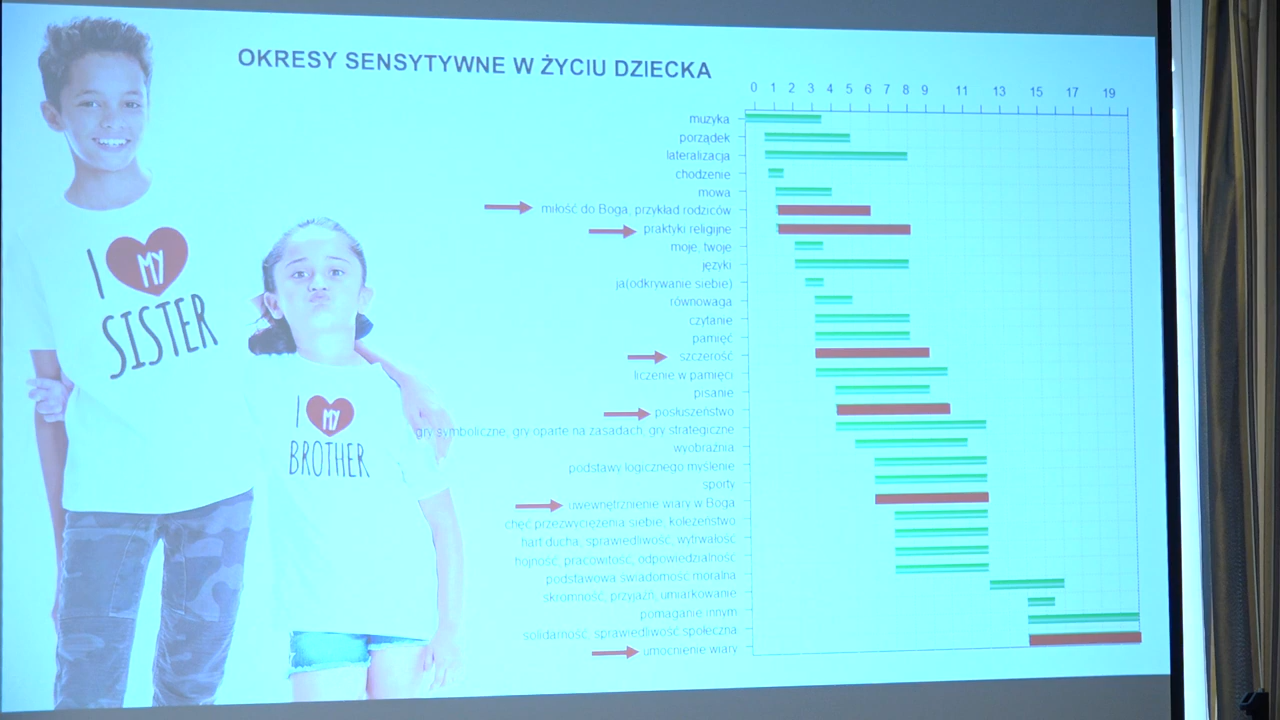 OKRESY SENSYTYWNE W ŻYCIU DZIECKA
0 1 2 3 4 5 6 7 8 9 11 13 15 17 19
muzyka
porządek
lateralizacja
chodzenie
mowa
miłość do Boga, przykład rodziców
praktyki religijne
moje, twoje
języki
ja(odkrywanie siebie)
równowaga
czytanie
pamięć
szczerość
liczenie w pamięci
pisanie
posłuszeństwo
gry symboliczne, gry oparte na zasadach, gry strategiczne
wyobraźnia
podstawy logicznego myślenie
sporty
uwewnętrznienie wiary w Boga
chęć przezwyciężenia siebie, koleżeństwo
hart ducha, sprawiedliwość, wytrwałość
hojność, pracowitość, odpowiedzialność
podstawowa świadomość moralna
skromność, przyjaźń, umiarkowanie
pomaganie innym
solidarność, sprawiedliwość społeczna
umocnienie wiary
I MY
SISTER
I MY
BROTHER